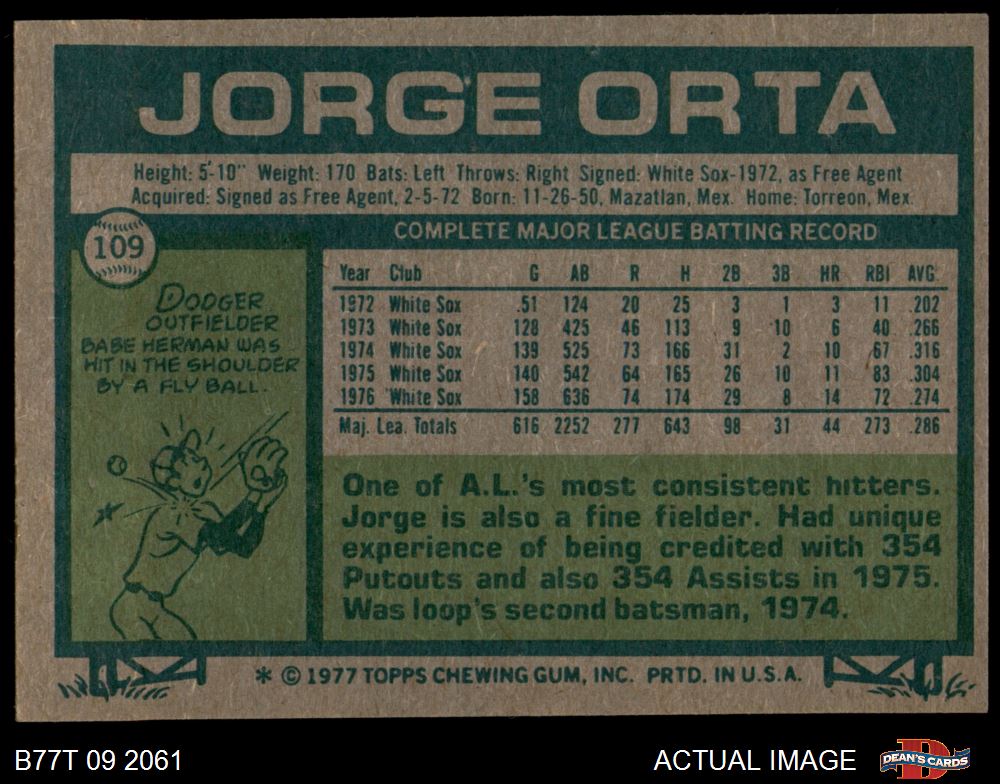 JORGE ORTA
Height: 5'-10" Weight: 170 Bats: Left Throws: Right Signed: White Sox-1972, as Free Agent
Acquired: Signed as Free Agent, 2-5-72 Born: 11-26-50, Mazatlan, Mex. Home: Torreon, Mex.
109
COMPLETE MAJOR LEAGUE BATTING RECORD
Year Club G AB R H 2B 3B HR RBI AVG.
1972 White Sox .51 124 20 25 3 1 3 11 .202
1973 White Sox 128 425 46 113 9 10 6 40 .266
1974 White Sox 139 525 73 166 31 2 10 67 .316
1975 White Sox 140 542 64 165 26 10 11 83 .304
1976 White Sox 158 636 74 174 29 8 14 72 .274
Maj. Lea. Totals 616 2252 277 643 98 31 44 273 .286
DODGER
OUTFIELDER
BABE HERMAN WAS
HIT IN THE SHOULDER
BY A FLY BALL.
One of A.L.'s most consistent hitters.
Jorge is also a fine fielder. Had unique
experience of being credited with 354
Putouts and also 354 Assists in 1975.
Was loop's second batsman, 1974.
* © 1977 TOPPS CHEWING GUM, INC. PRTD. IN U.S.A.
B77T 09 2061
ACTUAL IMAGE
D
DEAN'S CARDS